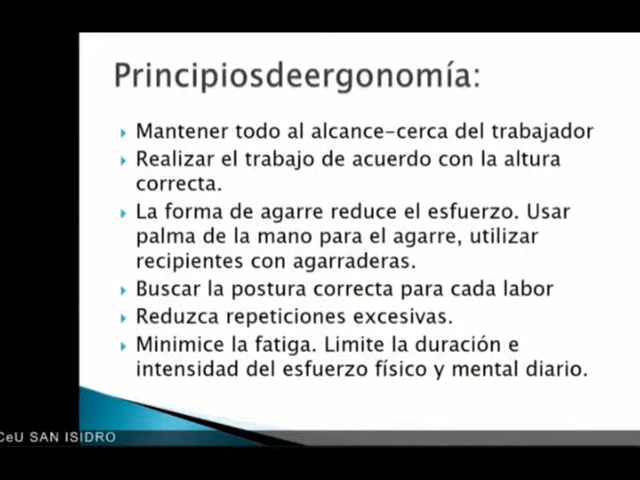 Principiosdeergonomía:
Mantener todo al alcance-cerca del trabajador
Realizar el trabajo de acuerdo con la altura
correcta.
La forma de agarre reduce el esfuerzo. Usar
palma de la mano para el agarre, utilizar
recipientes con agarraderas.
Buscar la postura correcta para cada labor
Reduzca repeticiones excesivas.
Minimice la fatiga. Limite la duración e
intensidad del esfuerzo físico y mental diario.
CeU SAN ISIDRO